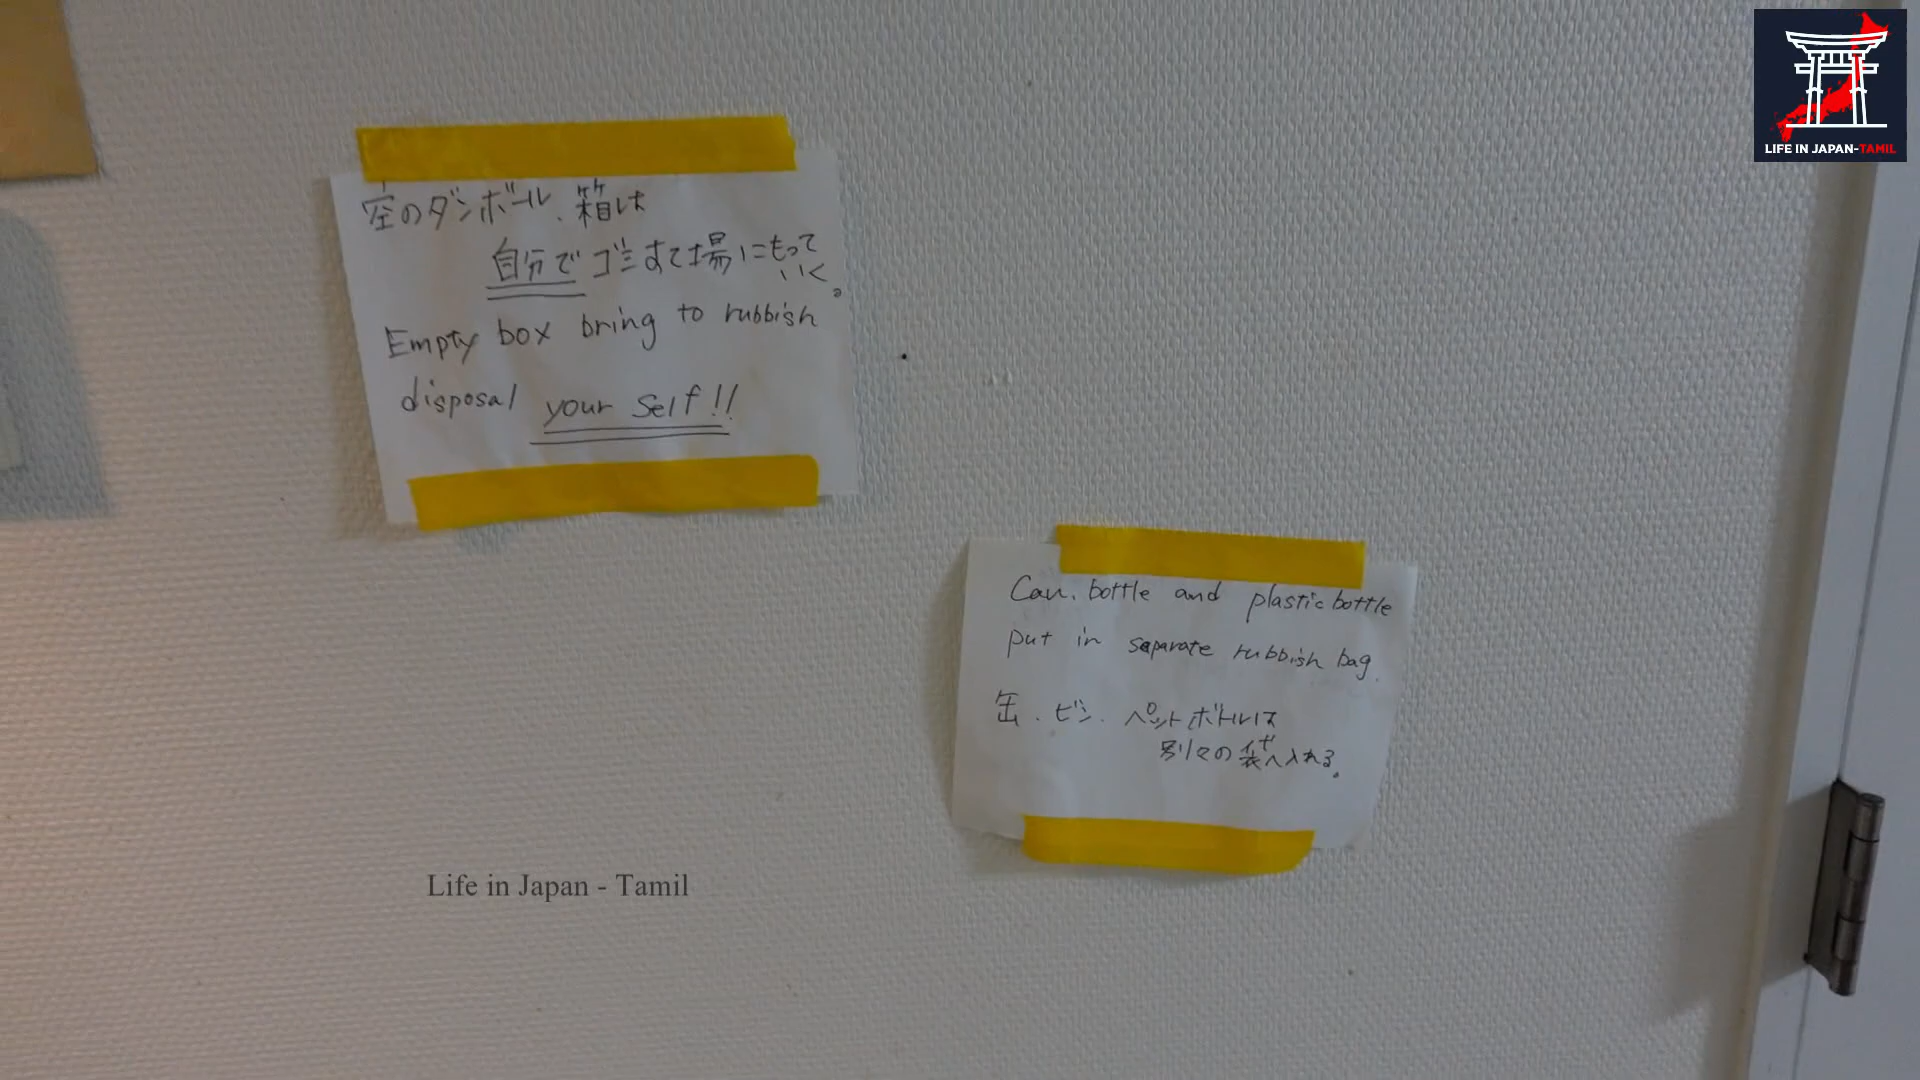 LIFE IN JAPAN-TAMIL
空のダンボール、箱は
自分でゴミすて場にもって
いく。
Empty box bring to rubbish
disposal your self!!
Can. bottle and plastic bottle
put in separate rubbish bag.
缶、ビン、ペットボトルは
別々の袋へ入れる。
Life in Japan - Tamil